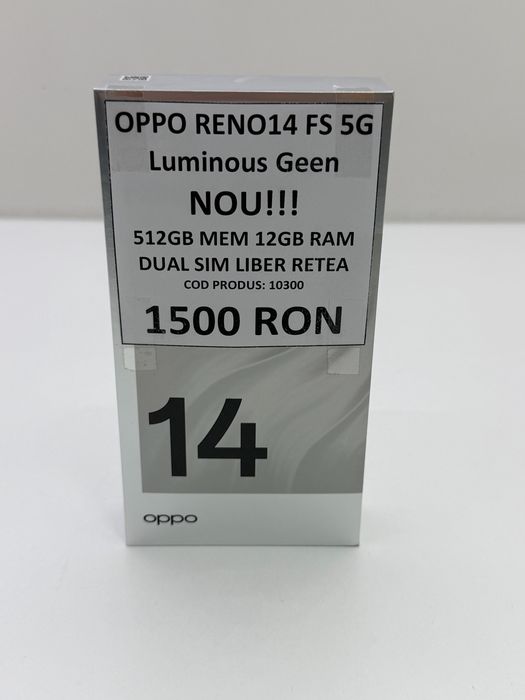 OPPO RENO14 FS 5G
Luminous Geen
NOU!!!
512GB MEM 12GB RAM
DUAL SIM LIBER RETEA
COD PRODUS: 10300
1500 RON
14
oppo